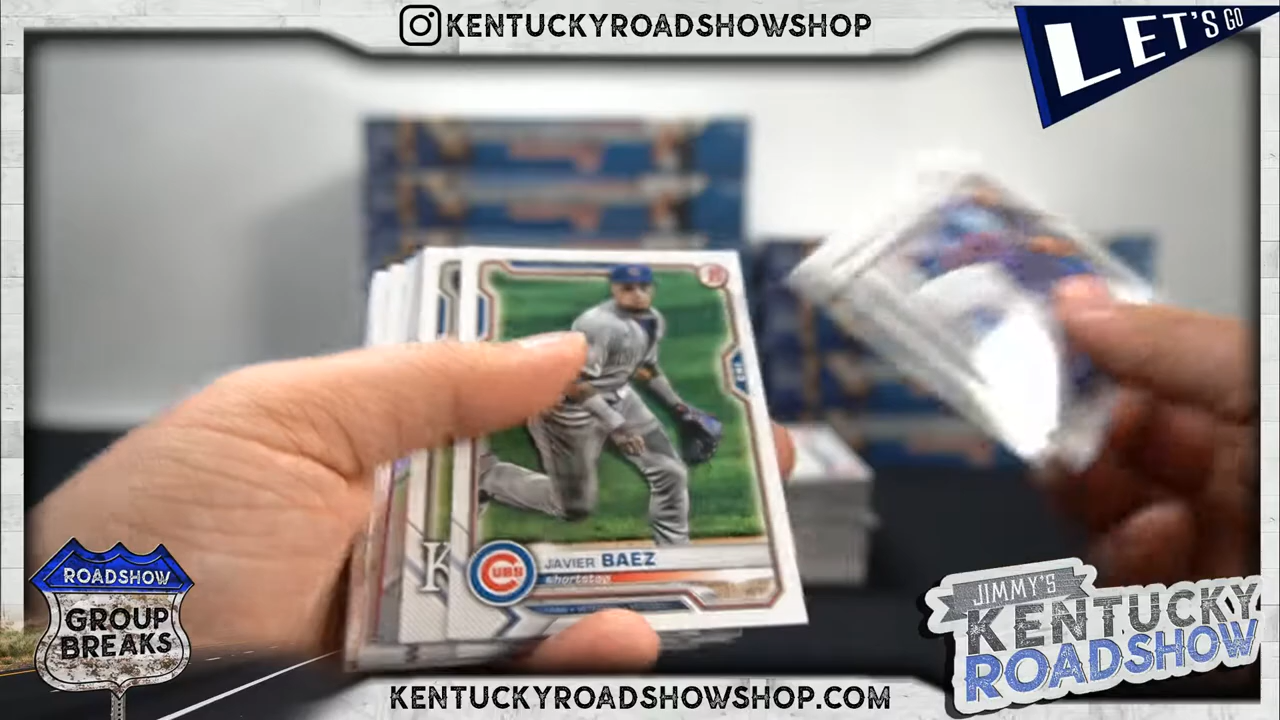 KENTUCKYROADSHOWSHOP
LET'S GO
JAVIER BAEZ
shortstop
CUBS
K
ROADSHOW
GROUP
BREAKS
JIMMY'S
KENTUCKY
ROADSHOW
KENTUCKYROADSHOWSHOP.COM